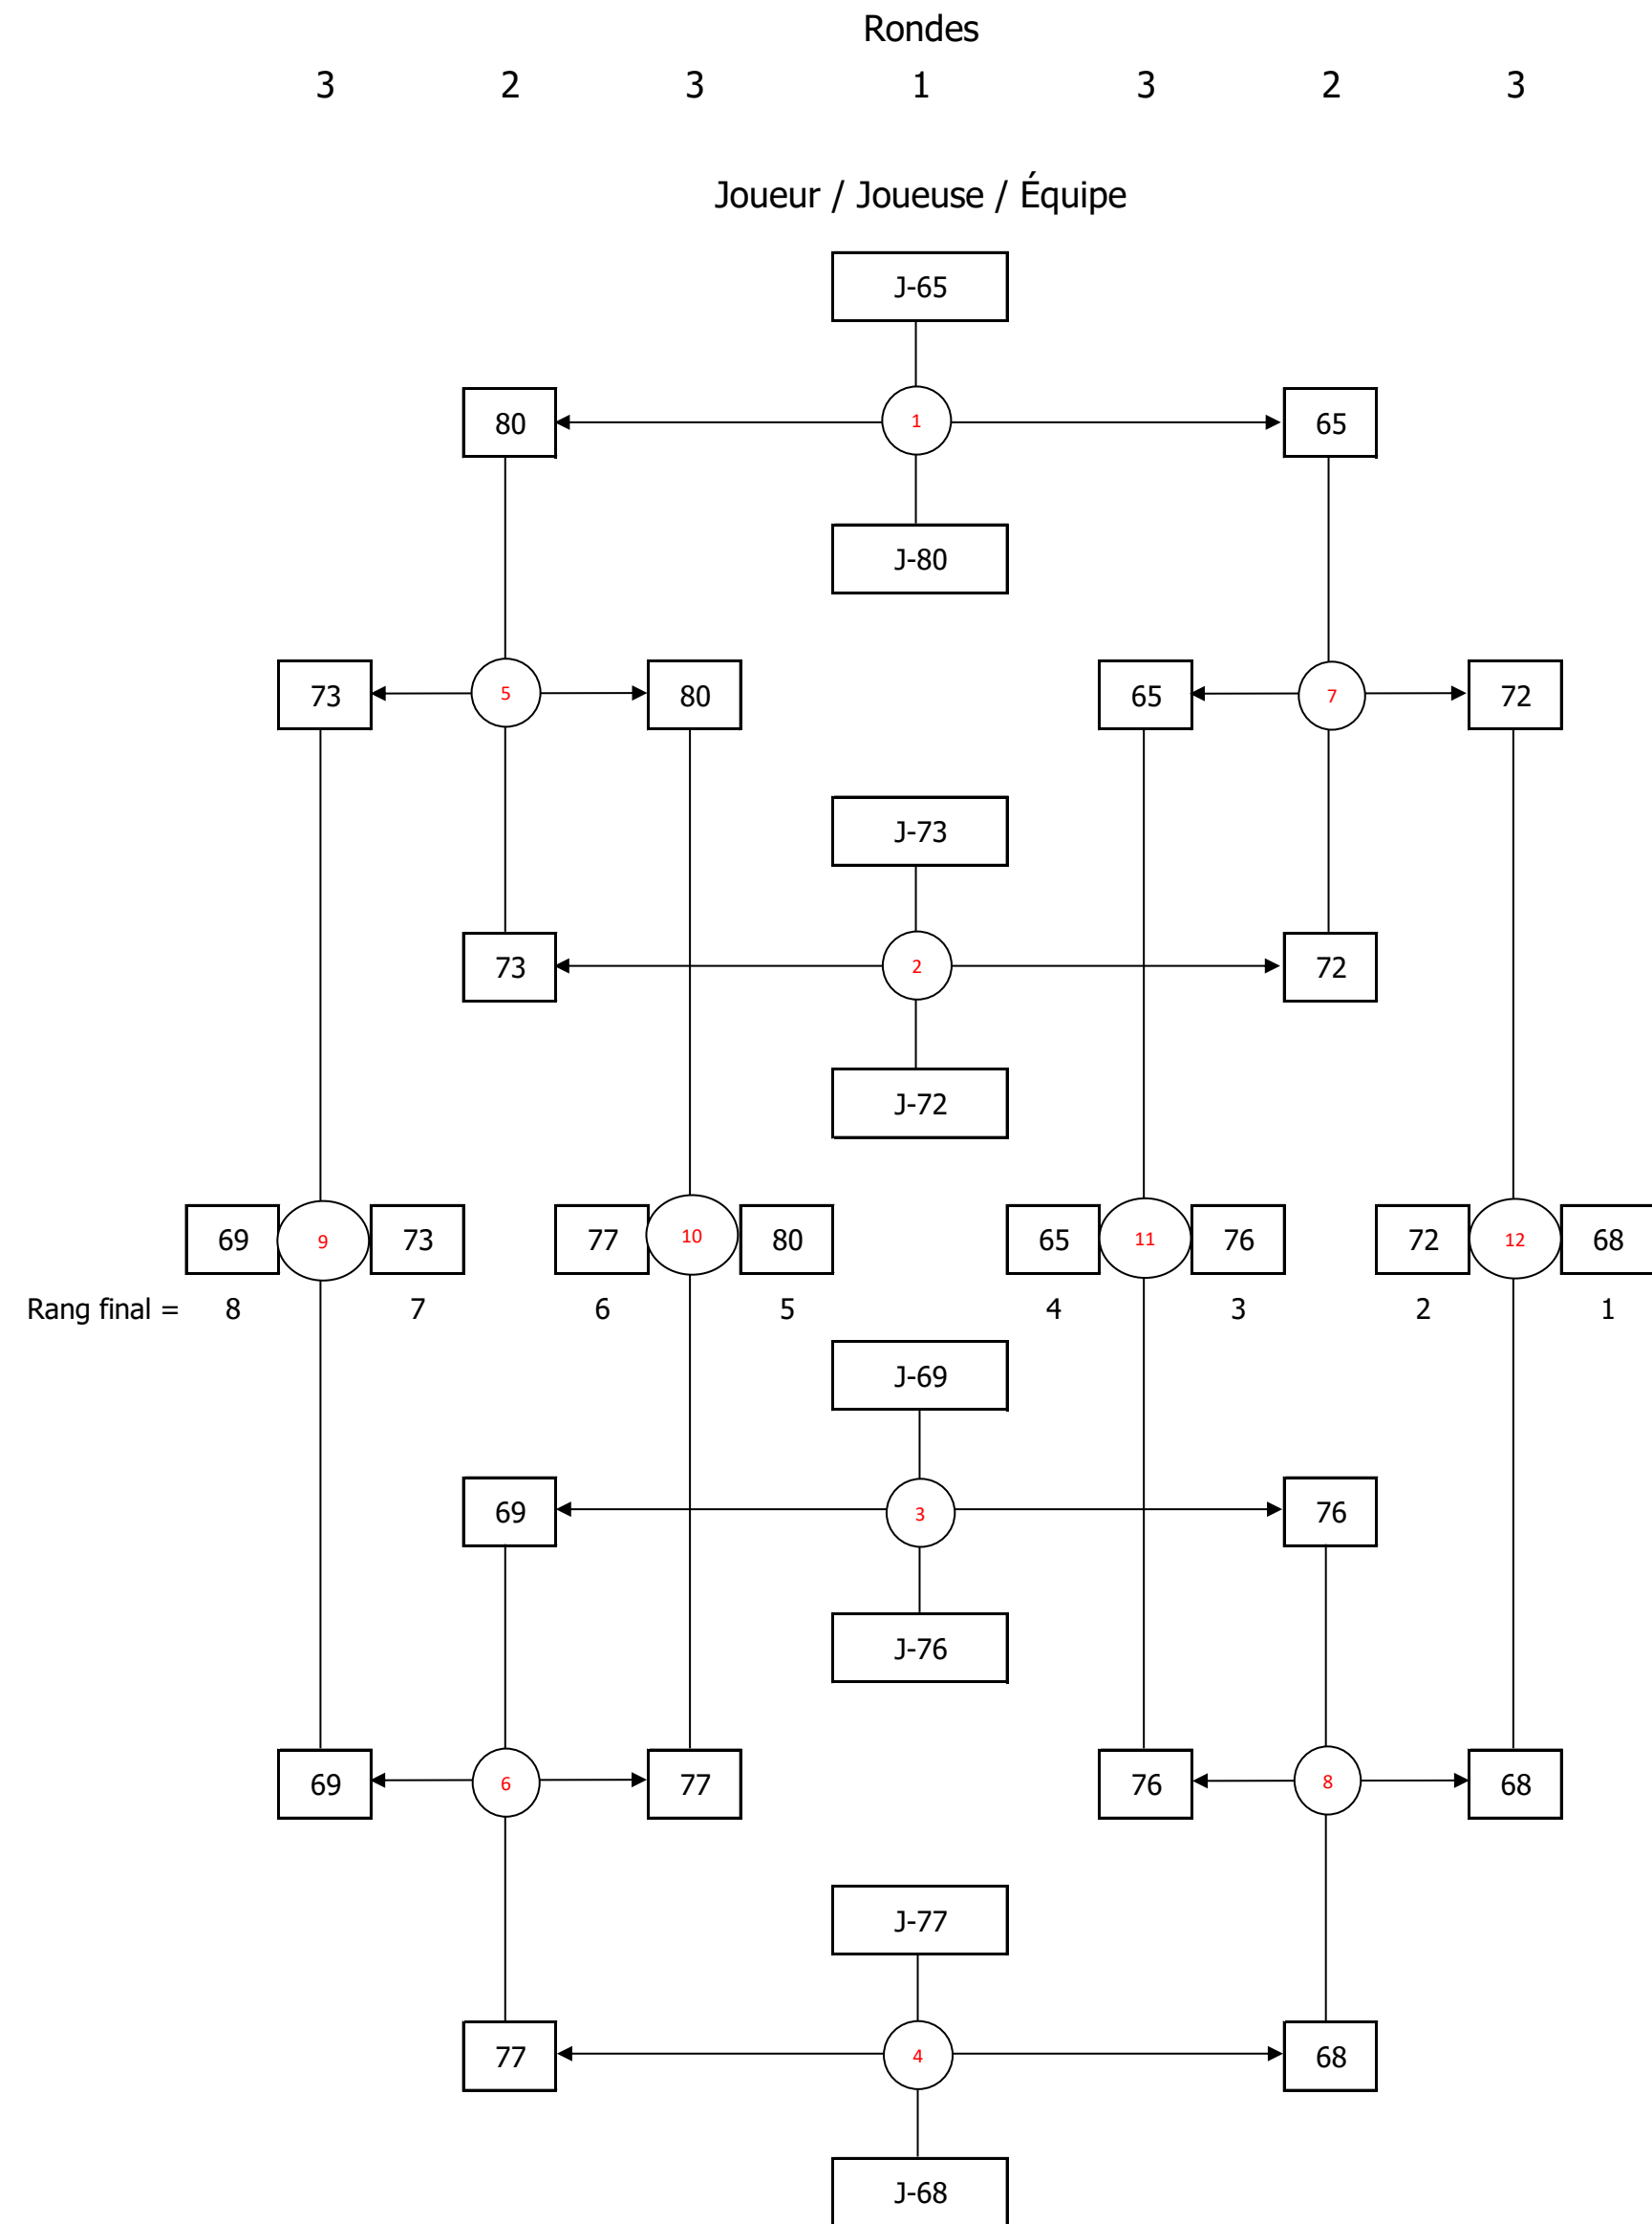 Rondes
3 2 3 1 3 2 3
Joueur / Joueuse / Équipe
J-65
80 1 65
J-80
73 5 80 65 7 72
J-73
73 2 72
J-72
69 9 73 77 10 80 65 11 76 72 12 68
Rang final = 8 7 6 5 4 3 2 1
J-69
69 3 76
J-76
69 6 77 76 8 68
J-77
77 4 68
J-68